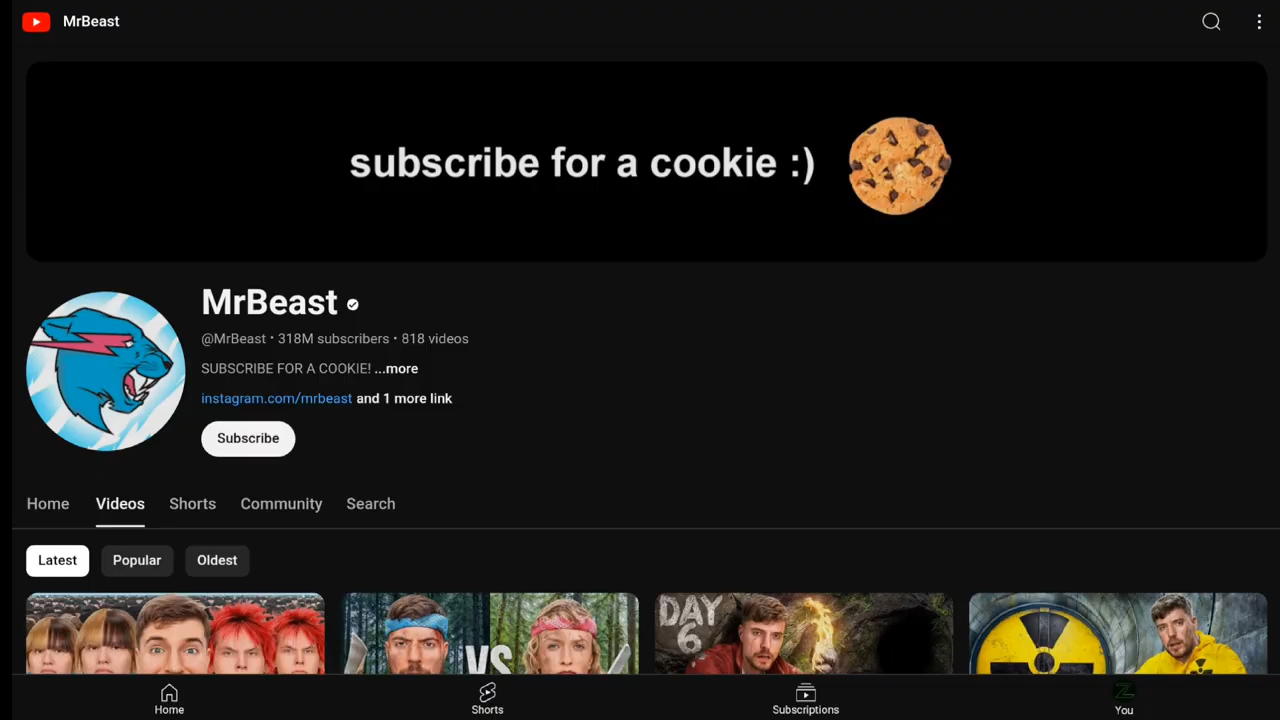 MrBeast
subscribe for a cookie :)
MrBeast
@MrBeast • 318M subscribers • 818 videos
SUBSCRIBE FOR A COOKIE! ...more
instagram.com/mrbeast and 1 more link
Subscribe
Home Videos Shorts Community Search
Latest Popular Oldest
VS
DAY
6
Home Shorts Subscriptions You